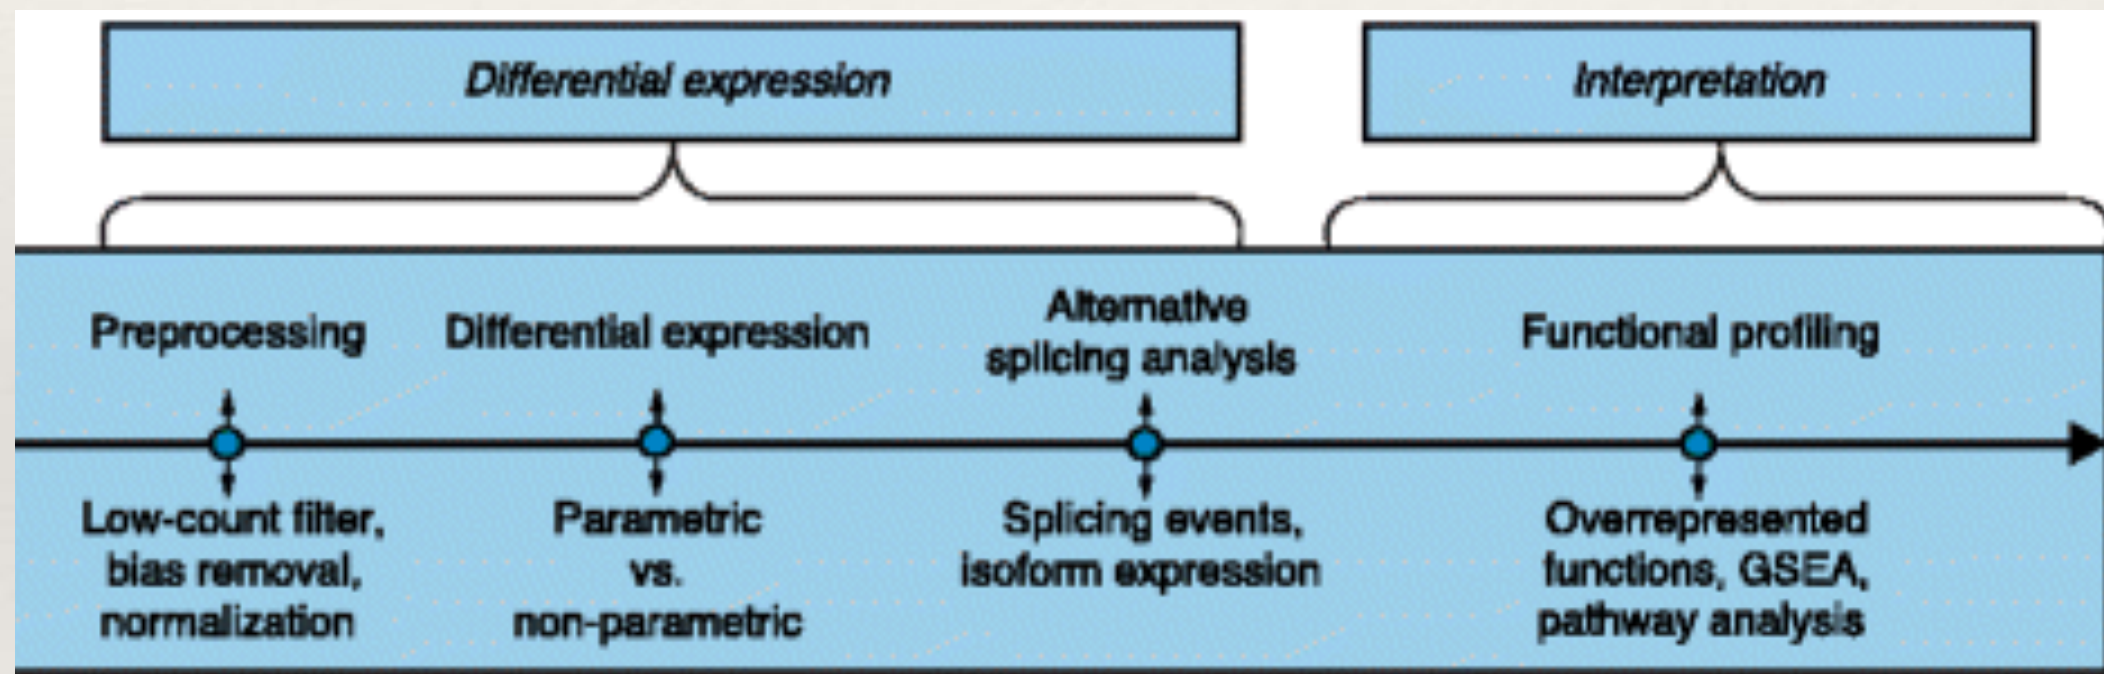 Differential expression
Interpretation
Preprocessing
Differential expression
Alternative
splicing analysis
Functional profiling
Low-count filter,
bias removal,
normalization
Parametric
vs.
non-parametric
Splicing events,
isoform expression
Overrepresented
functions, GSEA,
pathway analysis